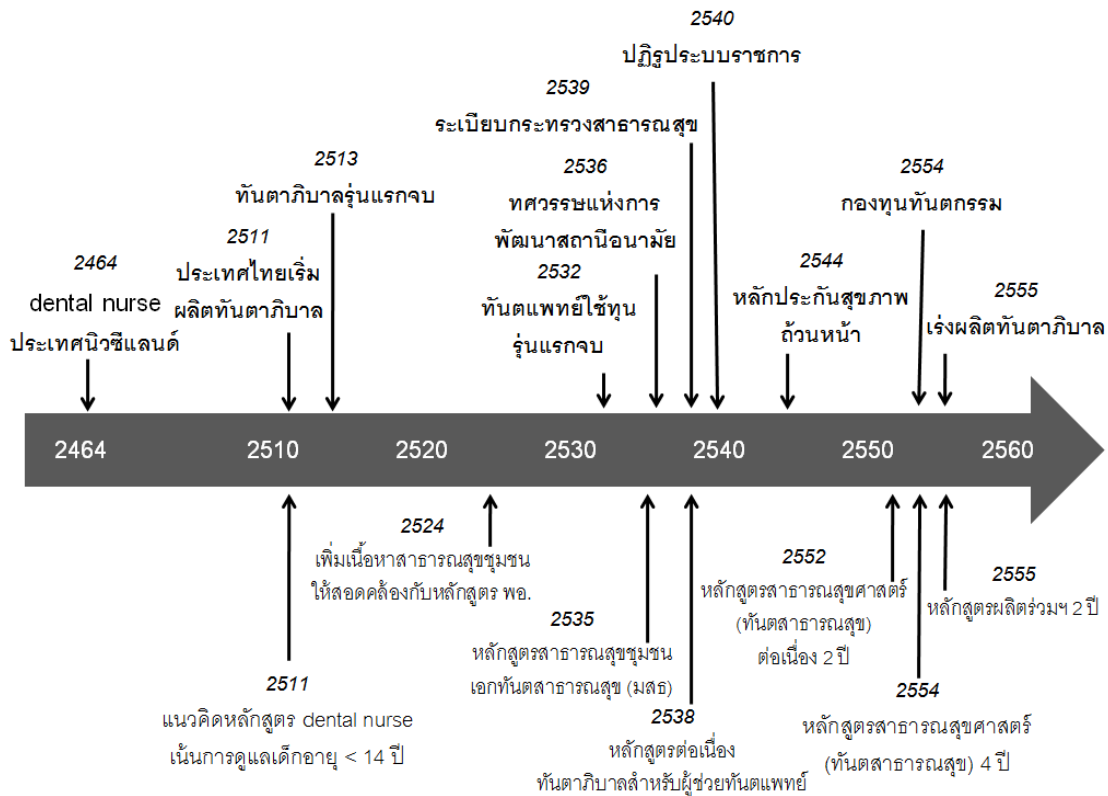 2540
ปฏิรูประบบราชการ
2539
ระเบียบกระทรวงสาธารณสุข
2513
ทันตาภิบาลรุ่นแรกจบ
2536
ทศวรรษแห่งการ
พัฒนาสถานีอนามัย
2554
กองทุนทันตกรรม
2511
ประเทศไทยเริ่ม
ผลิตทันตาภิบาล
2464
dental nurse
ประเทศนิวซีแลนด์
2532
ทันตแพทย์ใช้ทุน
รุ่นแรกจบ
2544
หลักประกันสุขภาพ
ถ้วนหน้า
2555
เร่งผลิตทันตาภิบาล
2464 2510 2520 2530 2540 2550 2560
2524
เพิ่มเนื้อหาสาธารณสุขชุมชน
ให้สอดคล้องกับหลักสูตร พอ.
2552
หลักสูตรสาธารณสุขศาสตร์
(ทันตสาธารณสุข)
ต่อเนื่อง 2 ปี
2555
หลักสูตรผลิตร่วมฯ 2 ปี
2535
หลักสูตรสาธารณสุขชุมชน
เอกทันตสาธารณสุข (มสธ)
2511
แนวคิดหลักสูตร dental nurse
เน้นการดูแลเด็กอายุ < 14 ปี
2538
หลักสูตรต่อเนื่อง
ทันตาภิบาลสำหรับผู้ช่วยทันตแพทย์
2554
หลักสูตรสาธารณสุขศาสตร์
(ทันตสาธารณสุข) 4 ปี